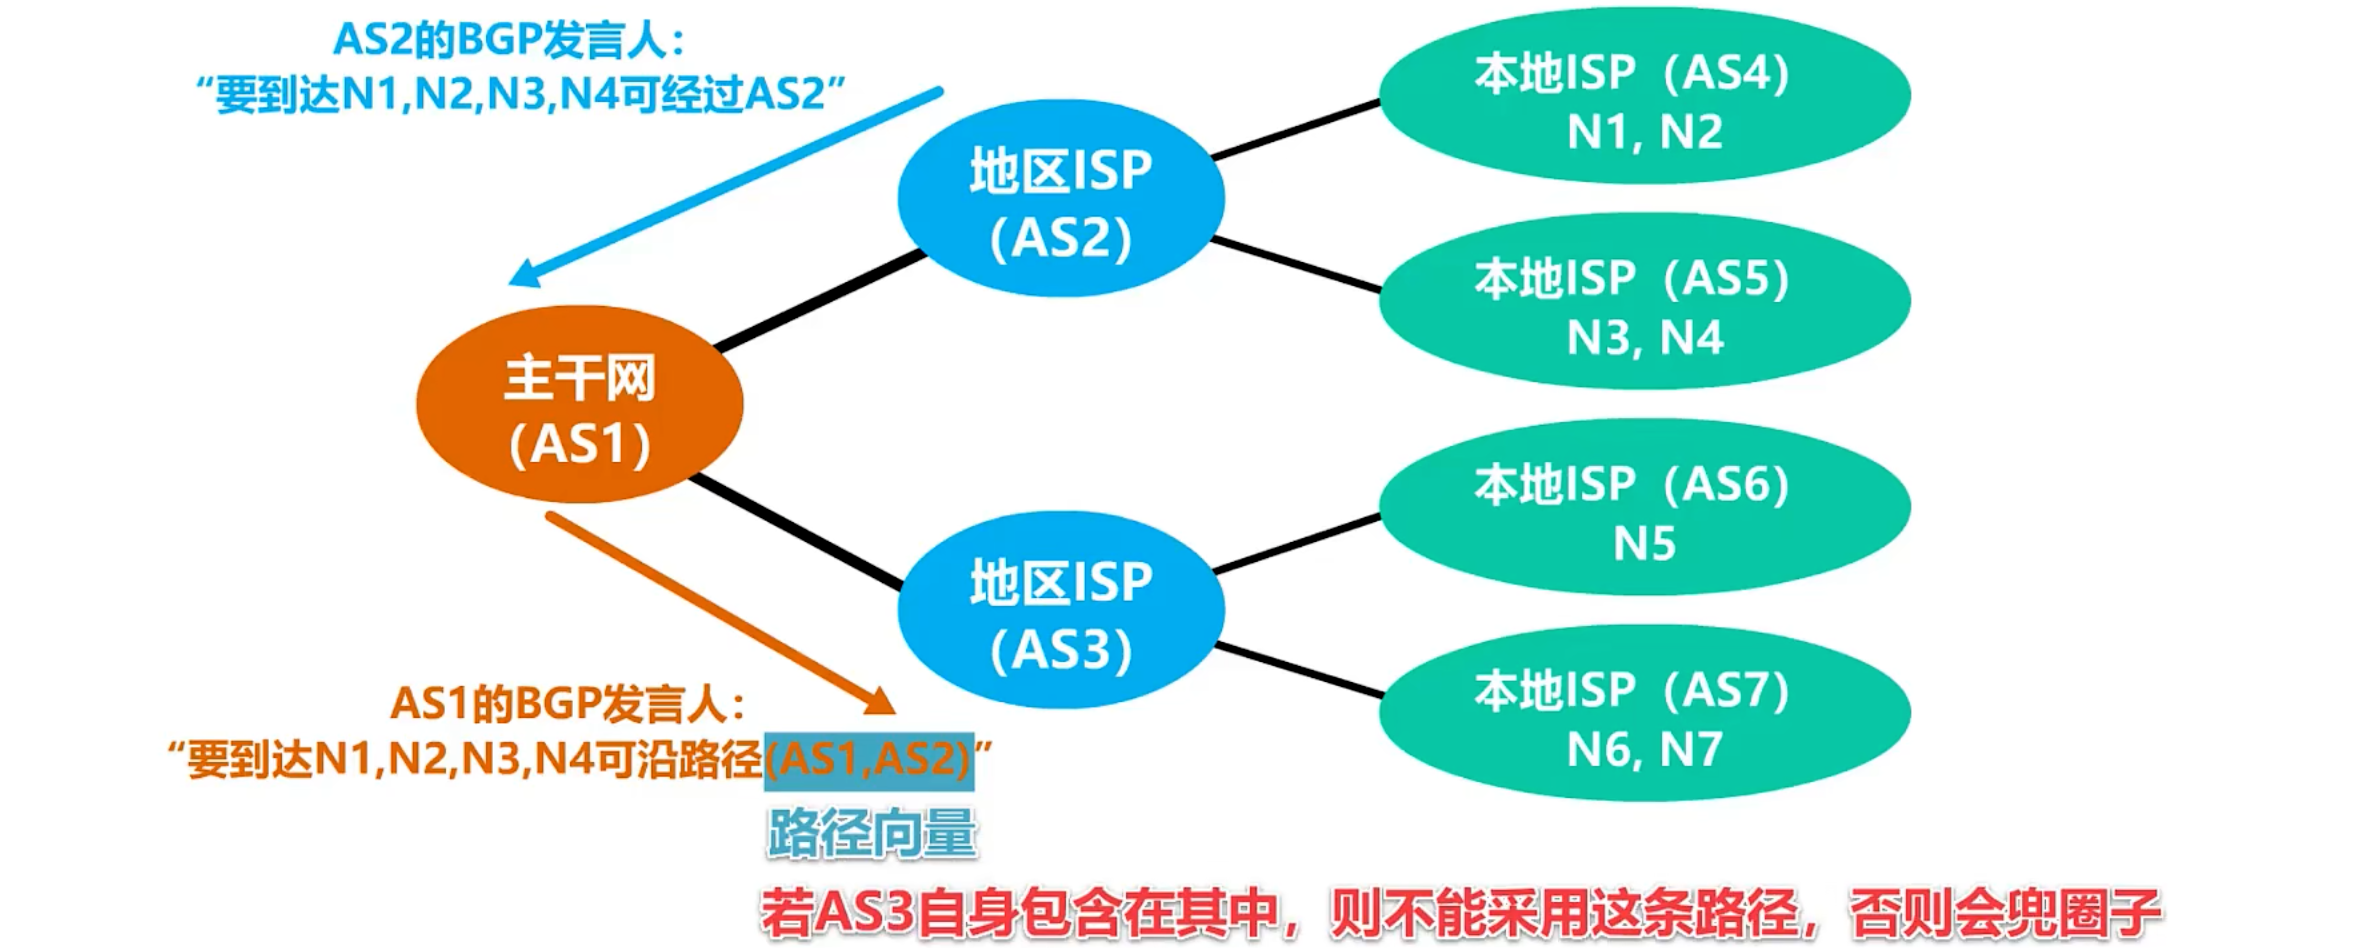 AS2的BGP发言人：
“要到达N1,N2,N3,N4可经过AS2”
地区ISP
（AS2）
本地ISP（AS4）
N1, N2
本地ISP（AS5）
N3, N4
主干网
（AS1）
地区ISP
（AS3）
本地ISP（AS6）
N5
本地ISP（AS7）
N6, N7
AS1的BGP发言人：
“要到达N1,N2,N3,N4可沿路径(AS1,AS2)”
路径向量
若AS3自身包含在其中，则不能采用这条路径，否则会兜圈子